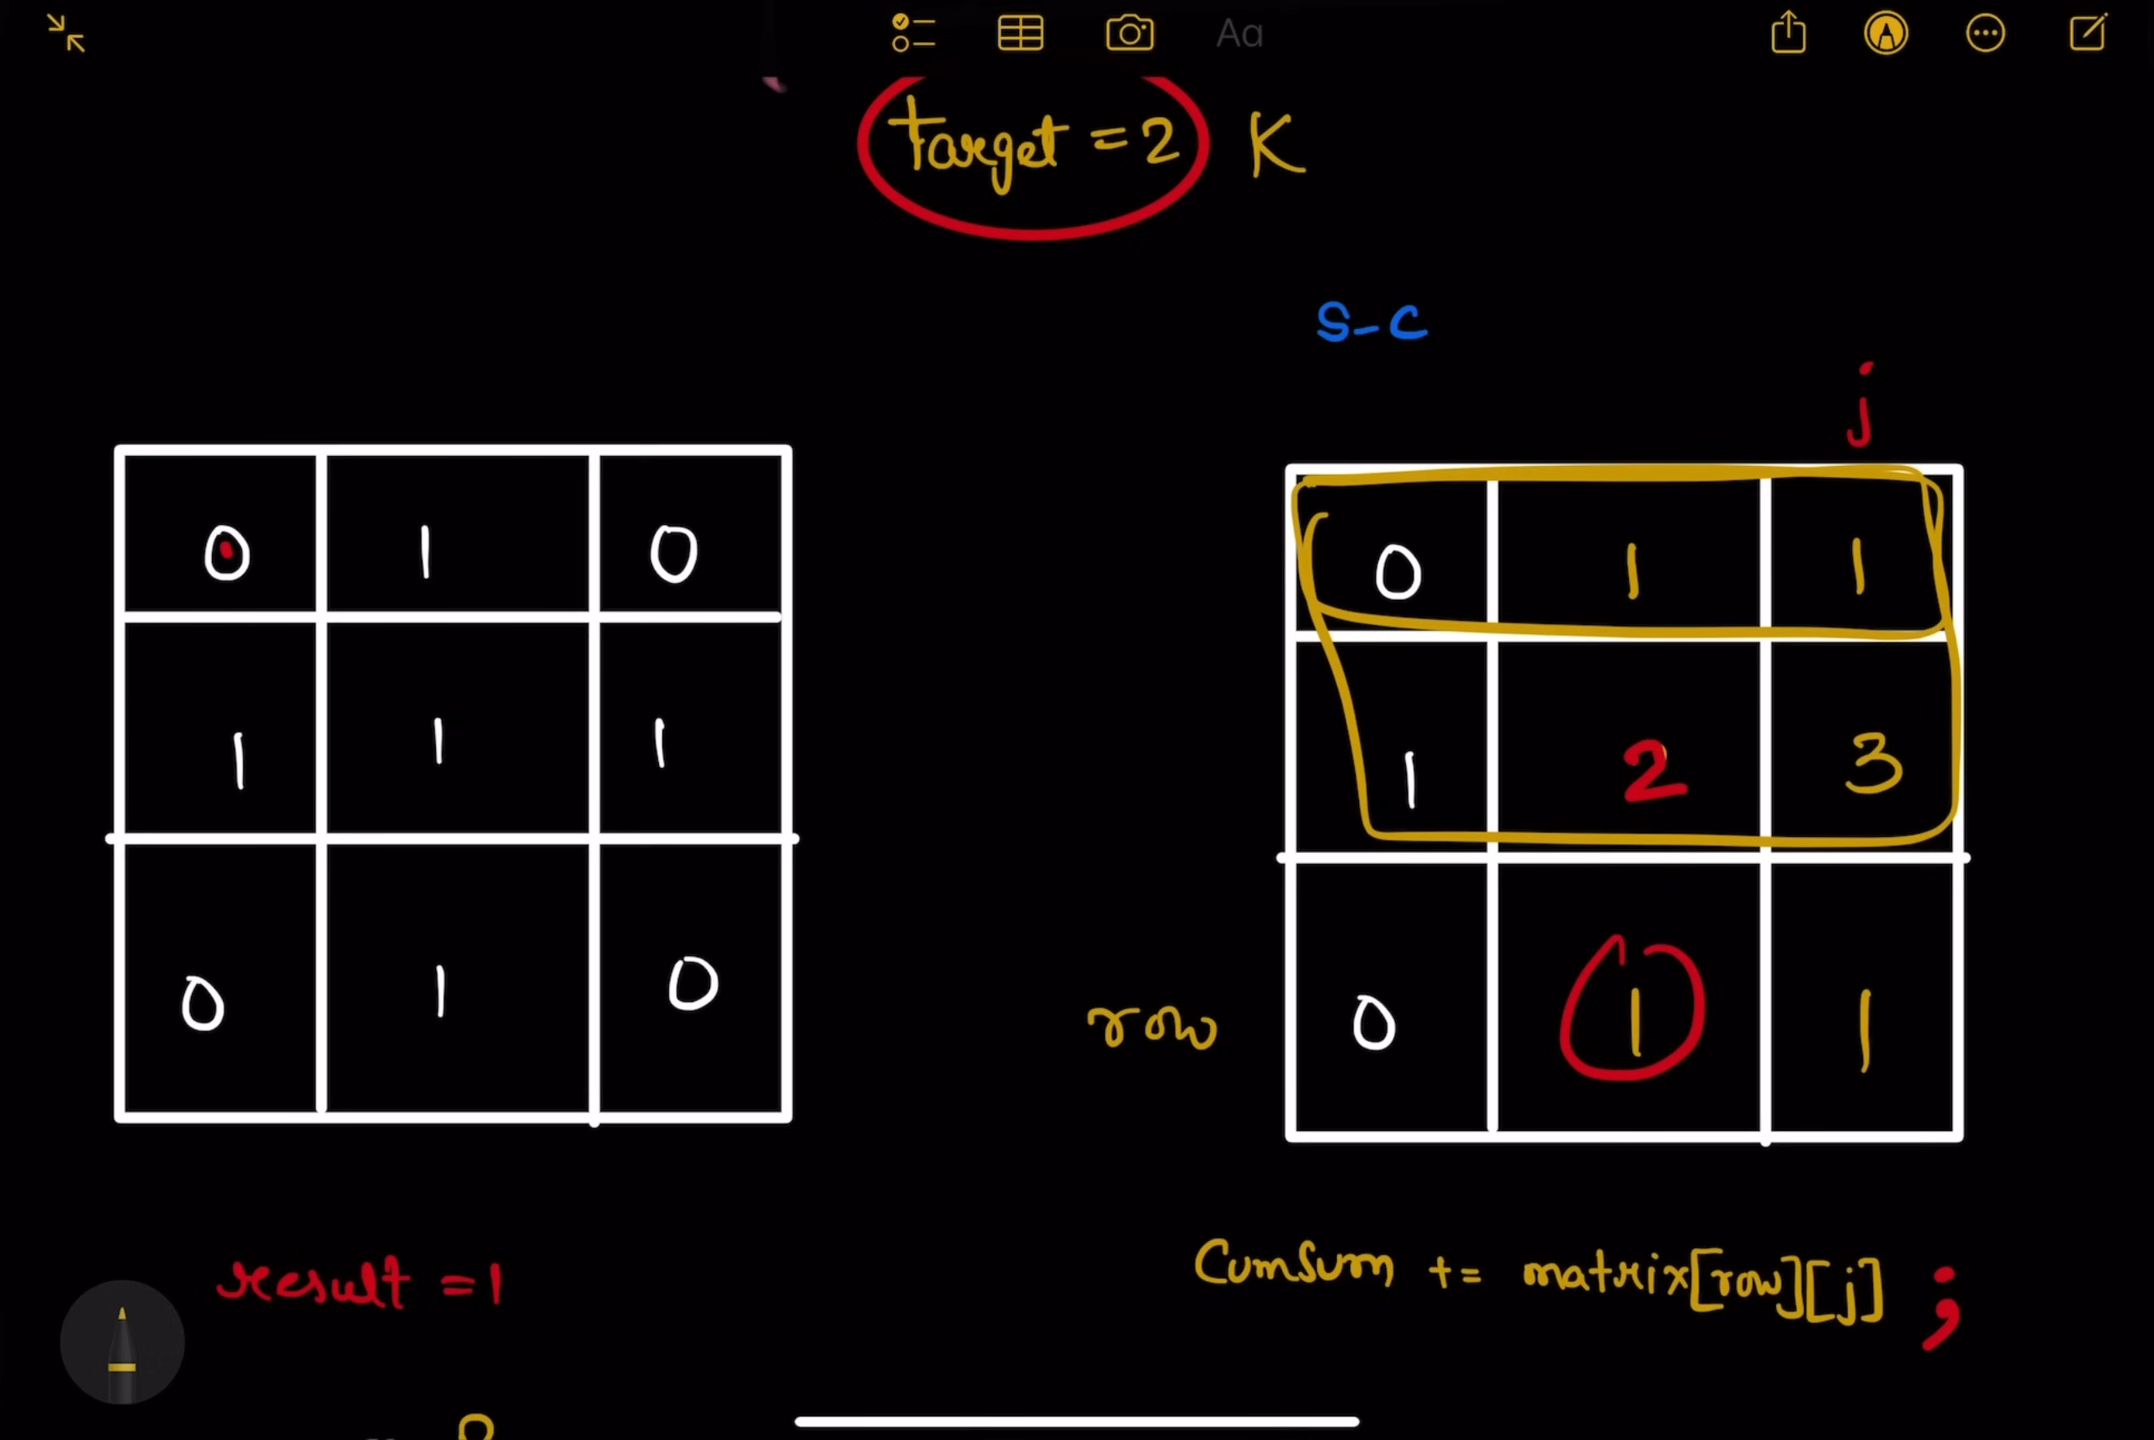 Aa
target = 2 K
s-c
j
0 1 0
1 1 1
0 1 0
0 1 1
1 2 3
row 0 1 1
result = 1
CumSum += matrix[row][j] ;